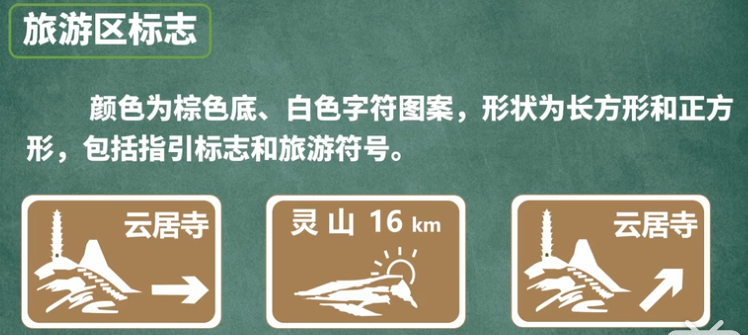 旅游区标志
颜色为棕色底、白色字符图案，形状为长方形和正方
形，包括指引标志和旅游符号。
云居寺
灵山 16 km
云居寺